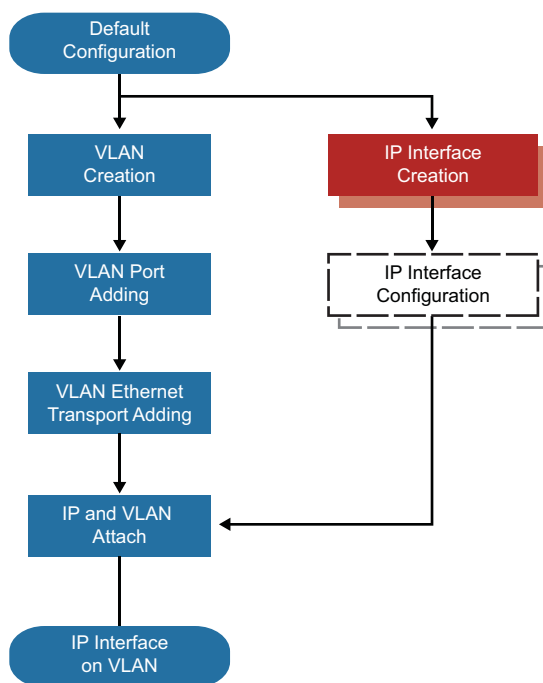 Default
Configuration
VLAN
Creation
IP Interface
Creation
VLAN Port
Adding
IP Interface
Configuration
VLAN Ethernet
Transport Adding
IP and VLAN
Attach
IP Interface
on VLAN